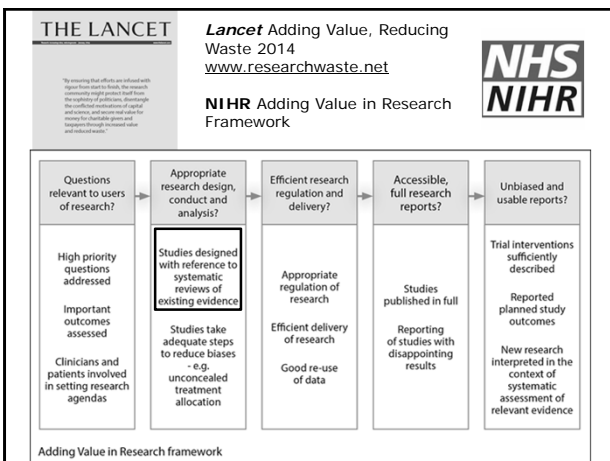 THE LANCET
"By ensuring that efforts are infused with
rigour from start to finish, the research
community might protect itself from
the sophistry of politicians, disentangle
the conflicted motivations of capital
and science, and secure real value for
money for charitable givers and
taxpayers through increased value
and reduced waste."
Lancet Adding Value, Reducing
Waste 2014
www.researchwaste.net
NIHR Adding Value in Research
Framework
NHS
NIHR
Questions
relevant to users
of research?
High priority
questions
addressed
Important
outcomes
assessed
Clinicians and
patients involved
in setting research
agendas
Appropriate
research design,
conduct and
analysis?
Studies designed
with reference to
systematic
reviews of
existing evidence
Studies take
adequate steps
to reduce biases
- e.g.
unconcealed
treatment
allocation
Efficient research
regulation and
delivery?
Appropriate
regulation of
research
Efficient delivery
of research
Good re-use
of data
Accessible,
full research
reports?
Studies
published in full
Reporting
of studies with
disappointing
results
Unbiased and
usable reports?
Trial interventions
sufficiently
described
Reported
planned study
outcomes
New research
interpreted in the
context of
systematic
assessment of
relevant evidence
Adding Value in Research framework